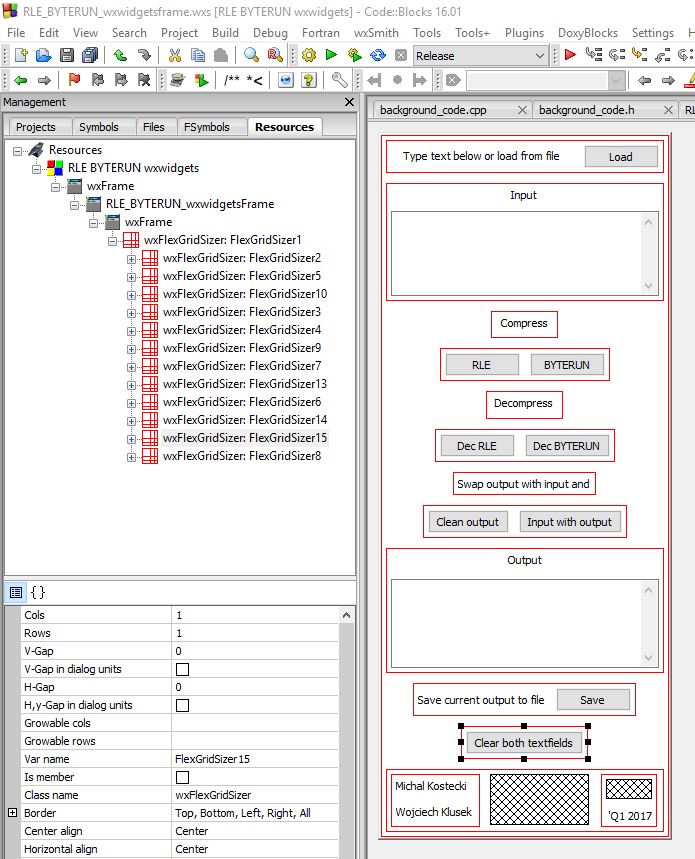 RLE_BYTERUN_wxwidgetsframe.wxs [RLE BYTERUN wxwidgets] - Code::Blocks 16.01
File Edit View Search Project Build Debug Fortran wxSmith Tools Tools+ Plugins DoxyBlocks Settings H
Release
/** *<
Management
Projects Symbols Files FSymbols Resources
background_code.cpp background_code.h RL
Resources
RLE BYTERUN wxwidgets
wxFrame
RLE_BYTERUN_wxwidgetsFrame
wxFrame
wxFlexGridSizer: FlexGridSizer1
wxFlexGridSizer: FlexGridSizer2
wxFlexGridSizer: FlexGridSizer5
wxFlexGridSizer: FlexGridSizer10
wxFlexGridSizer: FlexGridSizer3
wxFlexGridSizer: FlexGridSizer4
wxFlexGridSizer: FlexGridSizer9
wxFlexGridSizer: FlexGridSizer7
wxFlexGridSizer: FlexGridSizer13
wxFlexGridSizer: FlexGridSizer6
wxFlexGridSizer: FlexGridSizer14
wxFlexGridSizer: FlexGridSizer15
wxFlexGridSizer: FlexGridSizer8
{}
Cols 1
Rows 1
V-Gap 0
V-Gap in dialog units
H-Gap 0
H,y-Gap in dialog units
Growable cols
Growable rows
Var name FlexGridSizer15
Is member
Class name wxFlexGridSizer
Border Top, Bottom, Left, Right, All
Center align Center
Horizontal align Center
Type text below or load from file Load
Input
Compress
RLE BYTERUN
Decompress
Dec RLE Dec BYTERUN
Swap output with input and
Clean output Input with output
Output
Save current output to file Save
Clear both textfields
Michal Kostecki
Wojciech Klusek
'Q1 2017